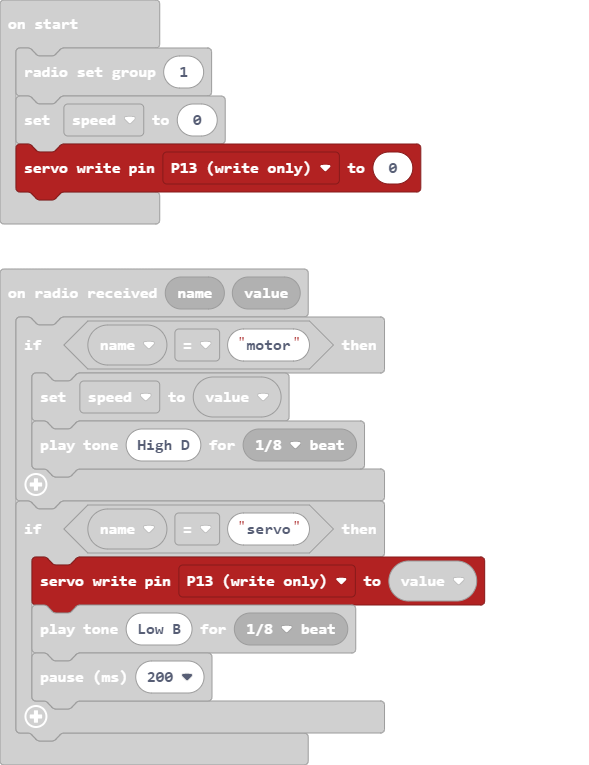 on start
radio set group 1
set speed to 0
servo write pin P13 (write only) to 0
on radio received name value
if name = "motor" then
set speed to value
play tone High D for 1/8 beat
if name = "servo" then
servo write pin P13 (write only) to value
play tone Low B for 1/8 beat
pause (ms) 200